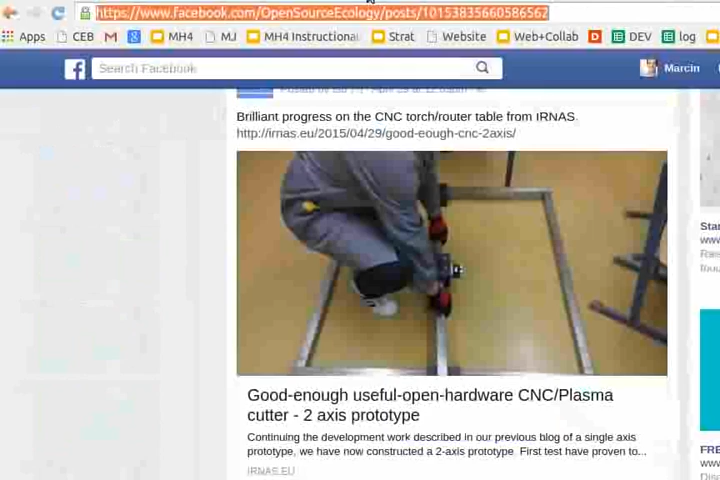 https://www.facebook.com/OpenSourceEcology/posts/10153835660586562
Apps CEB MH4 MJ MH4 Instructional Strat Website Web+Collab DEV log
Search Facebook
Marcin
Brilliant progress on the CNC torch/router table from IRNAS.
http://irnas.eu/2015/04/29/good-eough-cnc-2axis/
Good-enough useful-open-hardware CNC/Plasma
cutter - 2 axis prototype
Continuing the development work described in our previous blog of a single axis
prototype, we have now constructed a 2-axis prototype. First test have proven to...
IRNAS.EU
Star
www
FREE
www